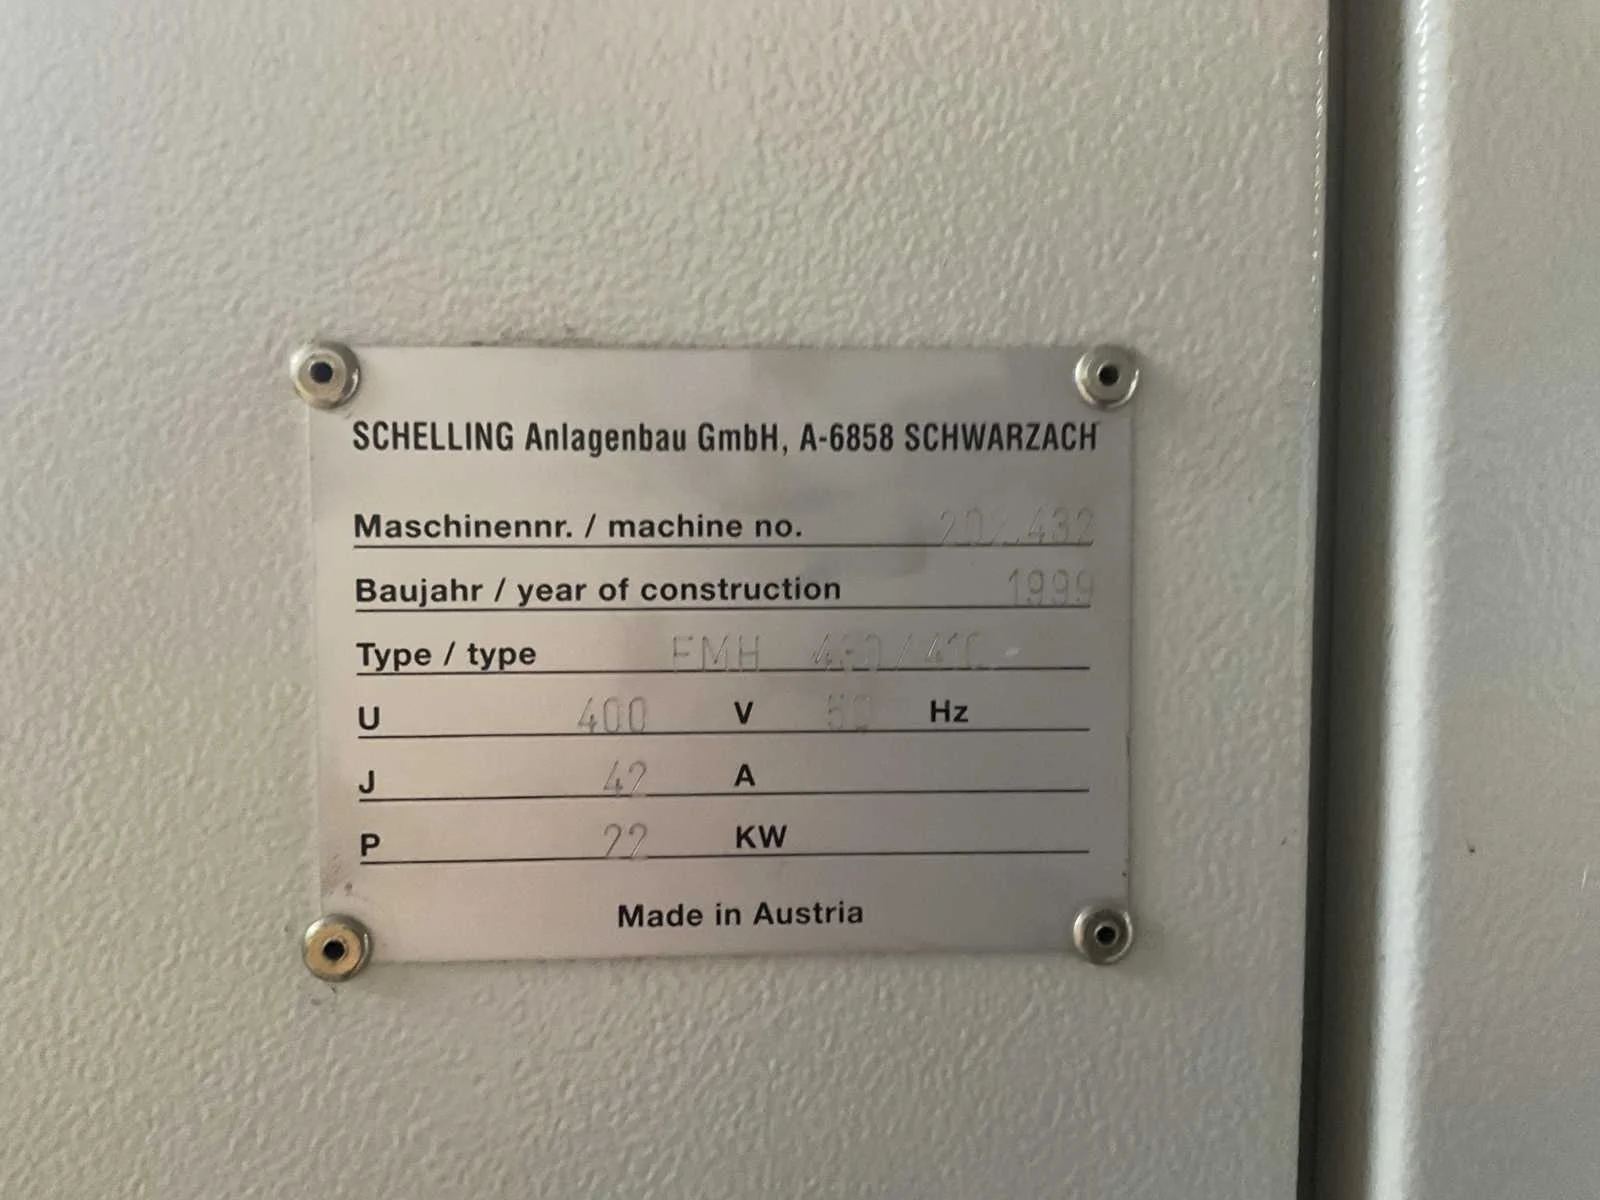 SCHELLING Anlagenbau GmbH, A-6858 SCHWARZACH
Maschinennr. / machine no.
Baujahr / year of construction 1999
Type / type FMH
U 400 V 50 Hz
J 42 A
P 22 KW
Made in Austria